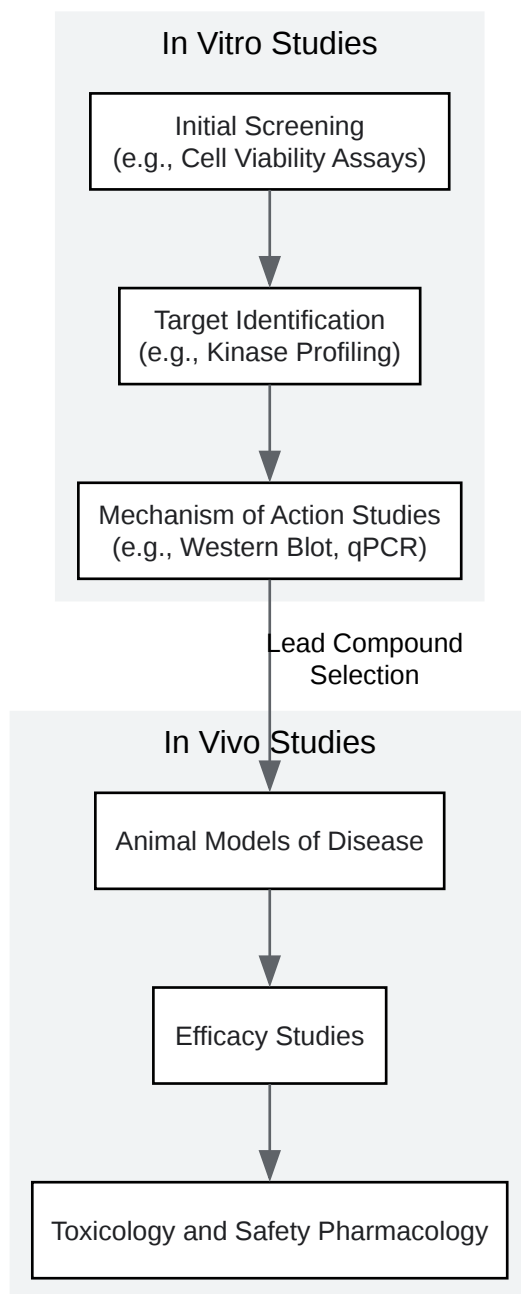 In Vitro Studies
Initial Screening
(e.g., Cell Viability Assays)
Target Identification
(e.g., Kinase Profiling)
Mechanism of Action Studies
(e.g., Western Blot, qPCR)
Lead Compound
Selection
In Vivo Studies
Animal Models of Disease
Efficacy Studies
Toxicology and Safety Pharmacology